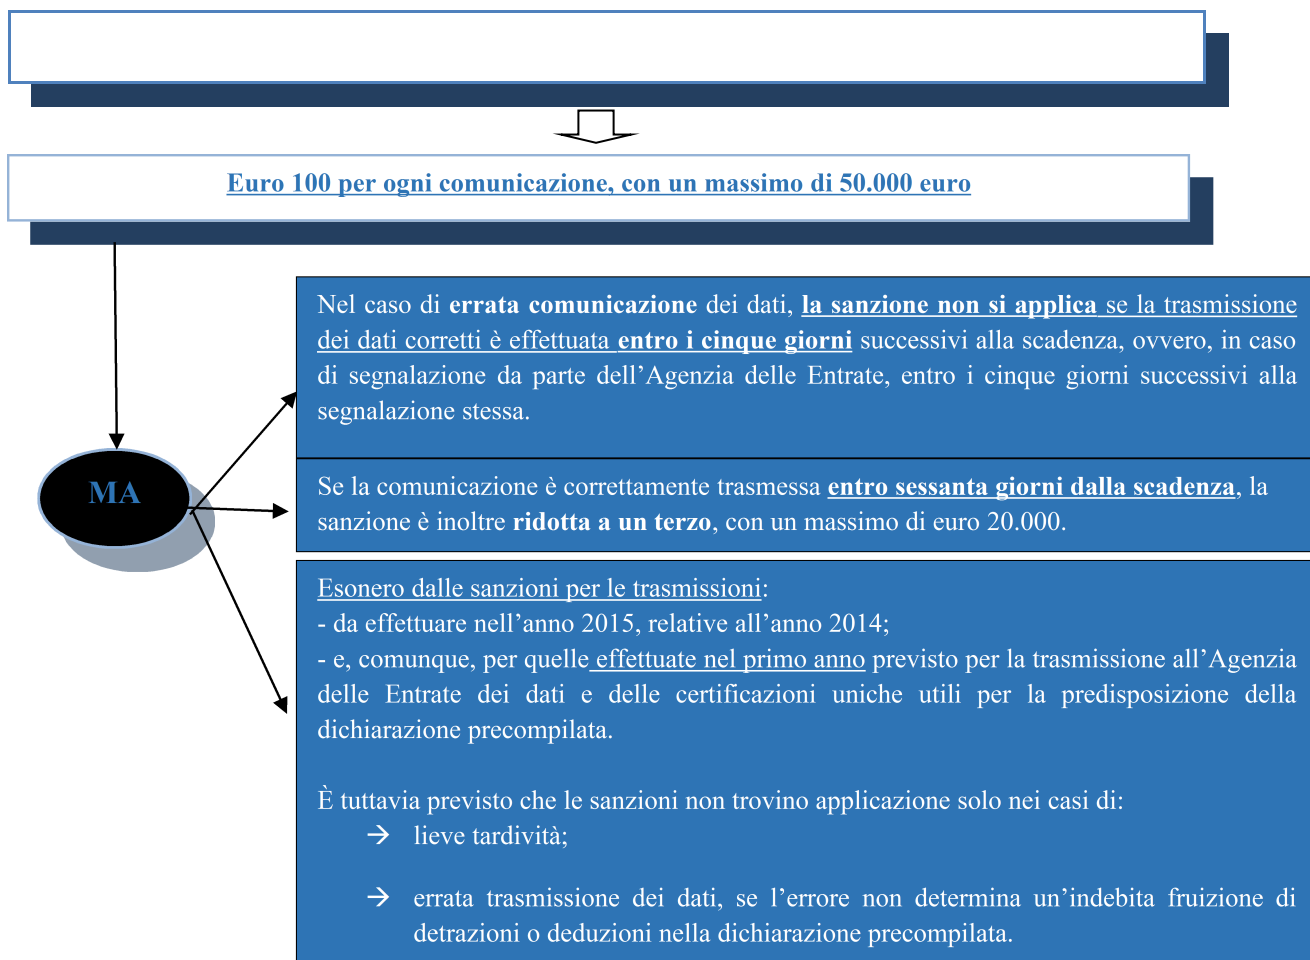 Euro 100 per ogni comunicazione, con un massimo di 50.000 euro
Nel caso di errata comunicazione dei dati, la sanzione non si applica se la trasmissione
dei dati corretti è effettuata entro i cinque giorni successivi alla scadenza, ovvero, in caso
di segnalazione da parte dell’Agenzia delle Entrate, entro i cinque giorni successivi alla
segnalazione stessa.
MA
Se la comunicazione è correttamente trasmessa entro sessanta giorni dalla scadenza, la
sanzione è inoltre ridotta a un terzo, con un massimo di euro 20.000.
Esonero dalle sanzioni per le trasmissioni:
- da effettuare nell’anno 2015, relative all’anno 2014;
- e, comunque, per quelle effettuate nel primo anno previsto per la trasmissione all’Agenzia
delle Entrate dei dati e delle certificazioni uniche utili per la predisposizione della
dichiarazione precompilata.
È tuttavia previsto che le sanzioni non trovino applicazione solo nei casi di:
→ lieve tardività;
→ errata trasmissione dei dati, se l’errore non determina un’indebita fruizione di
detrazioni o deduzioni nella dichiarazione precompilata.